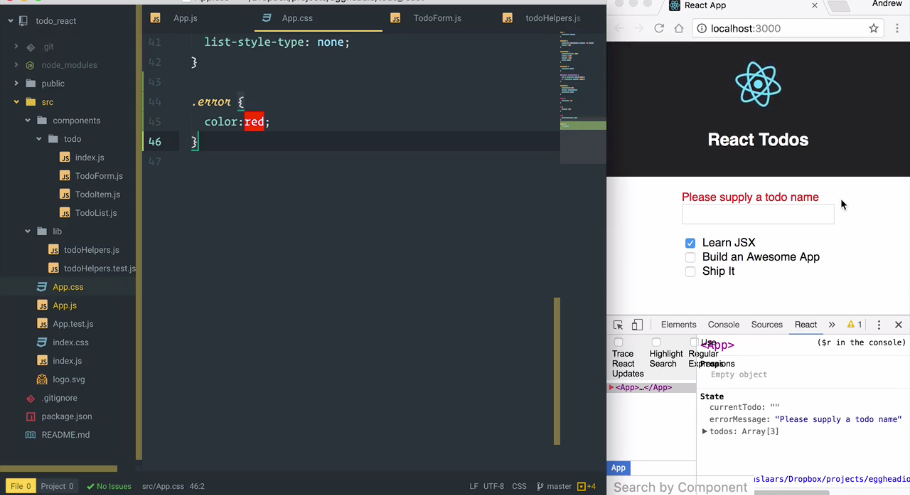 todo_react
App.js
App.css
TodoForm.js
todoHelpers.js
.git
node_modules
public
src
components
todo
index.js
TodoForm.js
TodoItem.js
TodoList.js
lib
todoHelpers.js
todoHelpers.test.js
App.css
App.js
App.test.js
index.css
index.js
logo.svg
.gitignore
package.json
README.md
41 list-style-type: none;
42 }
43
44 .error {
45 color:red;
46 }
47
File 0 Project 0 No Issues src/App.css 46:2 LF UTF-8 CSS master +4
React App
Andrew
localhost:3000
React Todos
Please supply a todo name
Learn JSX
Build an Awesome App
Ship It
Elements Console Sources React » 1
Trace React Updates
Highlight Search
Use Regular Expressions
<App>
($r in the console)
Props
Empty object
<App>…</App>
State
currentTodo: ""
errorMessage: "Please supply a todo name"
todos: Array[3]
App
Search by Component
slaars/Dropbox/projects/eggheadio